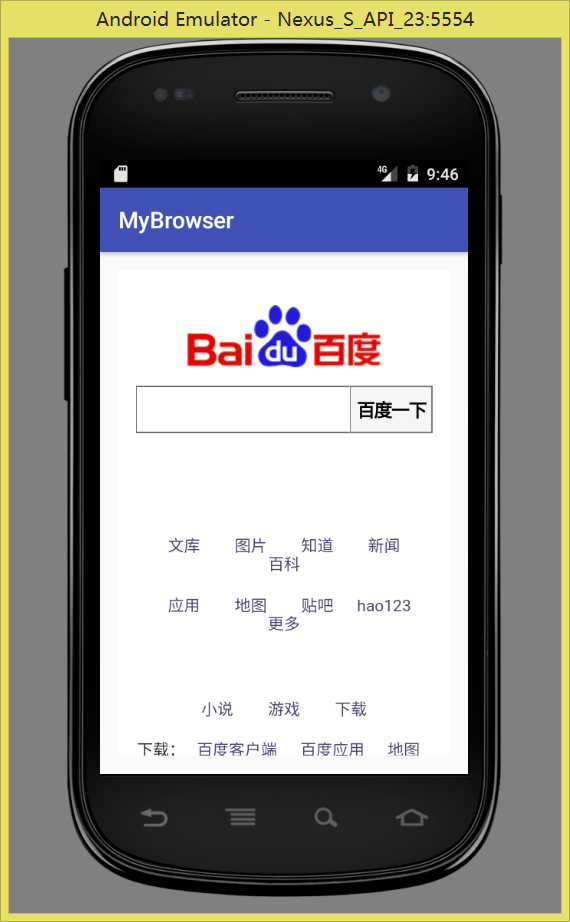 Android Emulator - Nexus_S_API_23:5554
4G 9:46
MyBrowser
Bai du 百度
百度一下
文库 图片 知道 新闻
百科
应用 地图 贴吧 hao123
更多
小说 游戏 下载
下载： 百度客户端 百度应用 地图